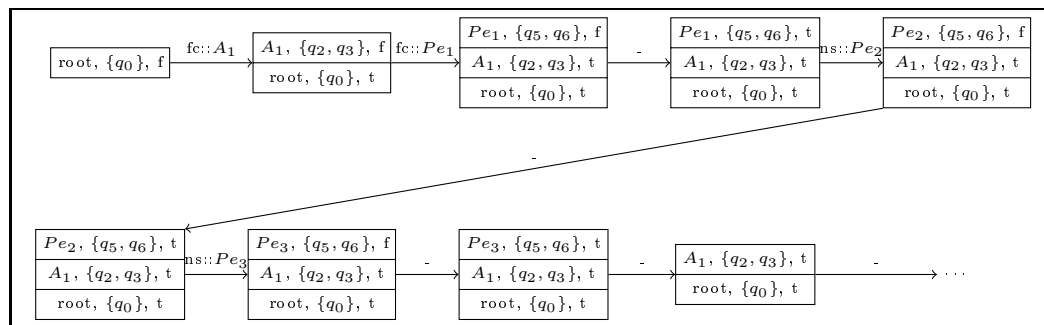 root, {q0}, f
fc::A1
A1, {q2, q3}, f
root, {q0}, t
fc::Pe1
Pe1, {q5, q6}, f
A1, {q2, q3}, t
root, {q0}, t
-
Pe1, {q5, q6}, t
A1, {q2, q3}, t
root, {q0}, t
ns::Pe2
Pe2, {q5, q6}, f
A1, {q2, q3}, t
root, {q0}, t
-
Pe2, {q5, q6}, t
A1, {q2, q3}, t
root, {q0}, t
ns::Pe3
Pe3, {q5, q6}, f
A1, {q2, q3}, t
root, {q0}, t
-
Pe3, {q5, q6}, t
A1, {q2, q3}, t
root, {q0}, t
-
A1, {q2, q3}, t
root, {q0}, t
-
...